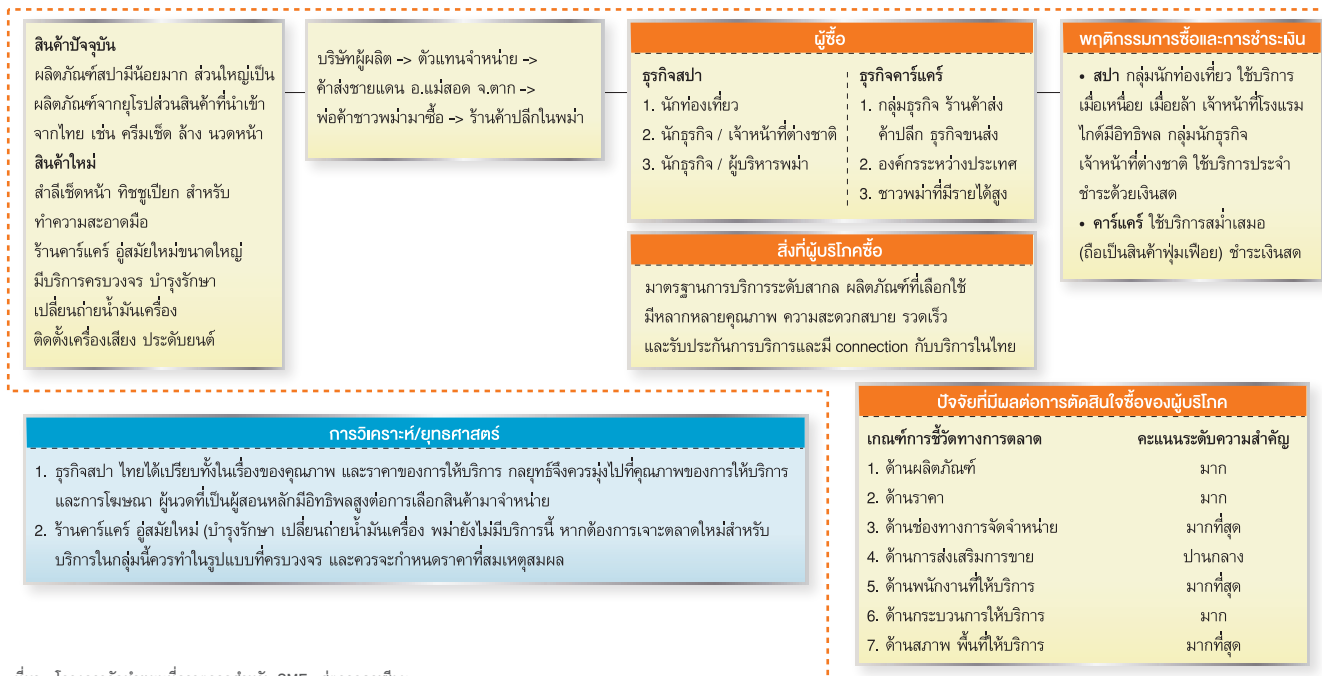 สินค้าปัจจุบัน
ผลิตภัณฑ์สปามีน้อยมาก ส่วนใหญ่เป็น
ผลิตภัณฑ์จากยุโรปส่วนสินค้าที่นำเข้า
จากไทย เช่น ครีมเช็ด ล้าง นวดหน้า
สินค้าใหม่
สำลีเช็ดหน้า ทิชชูเปียก สำหรับ
ทำความสะอาดมือ
ร้านคาร์แคร์ อู่สมัยใหม่ขนาดใหญ่
มีบริการครบวงจร บำรุงรักษา
เปลี่ยนถ่ายน้ำมันเครื่อง
ติดตั้งเครื่องเสียง ประดับยนต์
บริษัทผู้ผลิต -> ตัวแทนจำหน่าย ->
ค้าส่งชายแดน อ.แม่สอด จ.ตาก ->
พ่อค้าชาวพม่ามาซื้อ -> ร้านค้าปลีกในพม่า
ผู้ซื้อ
ธุรกิจสปา
1. นักท่องเที่ยว
2. นักธุรกิจ / เจ้าหน้าที่ต่างชาติ
3. นักธุรกิจ / ผู้บริหารพม่า
ธุรกิจคาร์แคร์
1. กลุ่มธุรกิจ ร้านค้าส่ง
ค้าปลีก ธุรกิจขนส่ง
2. องค์กรระหว่างประเทศ
3. ชาวพม่าที่มีรายได้สูง
สิ่งที่ผู้บริโภคซื้อ
มาตรฐานการบริการระดับสากล ผลิตภัณฑ์ที่เลือกใช้
มีหลากหลายคุณภาพ ความสะดวกสบาย รวดเร็ว
และรับประกันการบริการและมี connection กับบริการในไทย
พฤติกรรมการซื้อและการชำระเงิน
• สปา กลุ่มนักท่องเที่ยว ใช้บริการ
เมื่อเหนื่อย เมื่อยล้า เจ้าหน้าที่โรงแรม
ไกด์มีอิทธิพล กลุ่มนักธุรกิจ
เจ้าหน้าที่ต่างชาติ ใช้บริการประจำ
ชำระด้วยเงินสด
• คาร์แคร์ ใช้บริการสม่ำเสมอ
(ถือเป็นสินค้าฟุ่มเฟือย) ชำระเงินสด
การวิเคราะห์/ยุทธศาสตร์
1. ธุรกิจสปา ไทยได้เปรียบทั้งในเรื่องของคุณภาพ และราคาของการให้บริการ กลยุทธ์จึงควรมุ่งไปที่คุณภาพของการให้บริการ
และการโฆษณา ผู้นวดที่เป็นผู้สอนหลักมีอิทธิพลสูงต่อการเลือกสินค้ามาจำหน่าย
2. ร้านคาร์แคร์ อู่สมัยใหม่ (บำรุงรักษา เปลี่ยนถ่ายน้ำมันเครื่อง พม่ายังไม่มีบริการนี้ หากต้องการเจาะตลาดใหม่สำหรับ
บริการในกลุ่มนี้ควรทำในรูปแบบที่ครบวงจร และควรจะกำหนดราคาที่สมเหตุสมผล
ปัจจัยที่มีผลต่อการตัดสินใจซื้อของผู้บริโภค
เกณฑ์การชี้วัดทางการตลาด คะแนนระดับความสำคัญ
1. ด้านผลิตภัณฑ์ มาก
2. ด้านราคา มาก
3. ด้านช่องทางการจัดจำหน่าย มากที่สุด
4. ด้านการส่งเสริมการขาย ปานกลาง
5. ด้านพนักงานที่ให้บริการ มากที่สุด
6. ด้านกระบวนการให้บริการ มาก
7. ด้านสภาพ พื้นที่ให้บริการ มากที่สุด